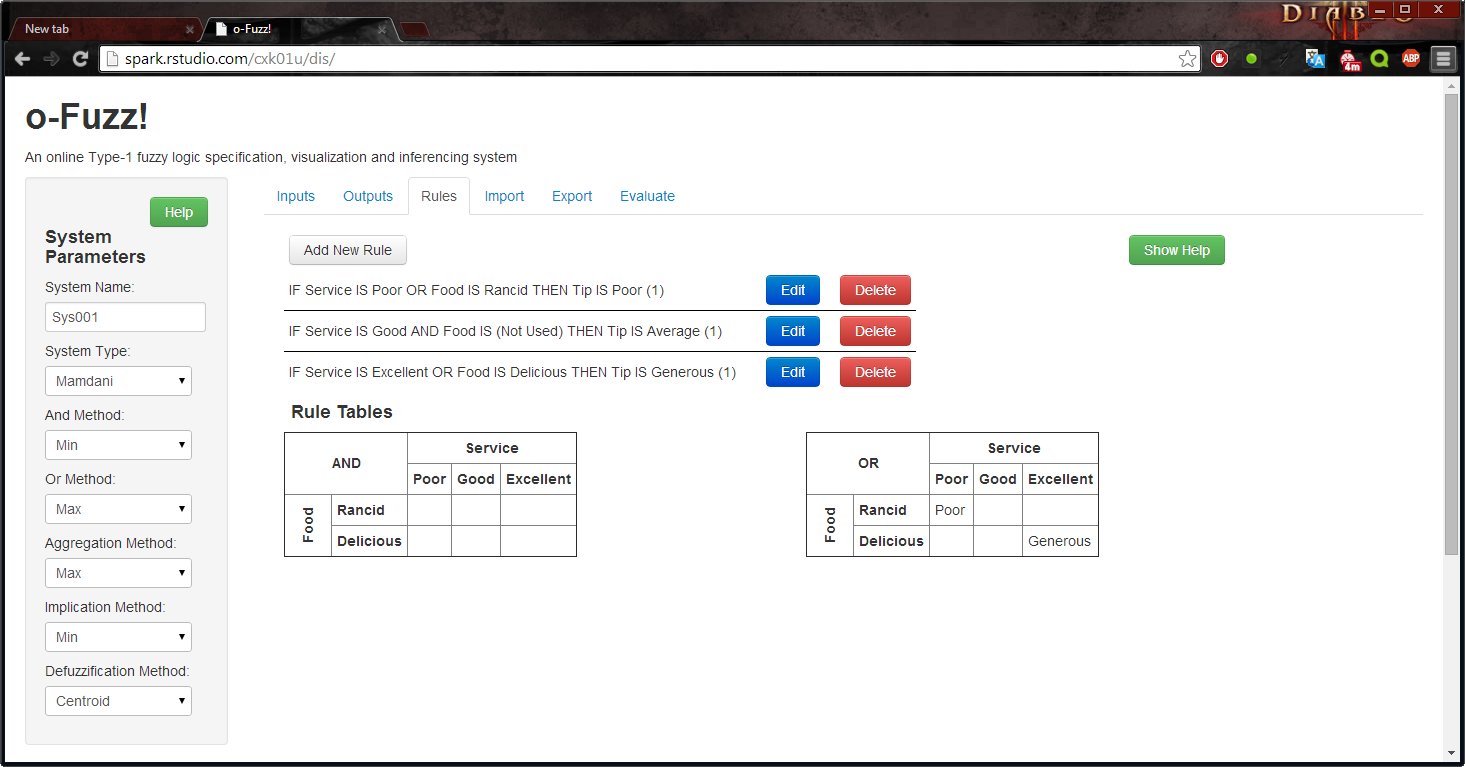 DIABLO
New tab
o-Fuzz!
spark.rstudio.com/cxk01u/dis/
4m
ABP
o-Fuzz!
An online Type-1 fuzzy logic specification, visualization and inferencing system
Help
System
Parameters
System Name:
Sys001
System Type:
Mamdani
And Method:
Min
Or Method:
Max
Aggregation Method:
Max
Implication Method:
Min
Defuzzification Method:
Centroid
Inputs Outputs Rules Import Export Evaluate
Add New Rule Show Help
IF Service IS Poor OR Food IS Rancid THEN Tip IS Poor (1) Edit Delete
IF Service IS Good AND Food IS (Not Used) THEN Tip IS Average (1) Edit Delete
IF Service IS Excellent OR Food IS Delicious THEN Tip IS Generous (1) Edit Delete
Rule Tables
AND Service
Poor Good Excellent
Food
Rancid
Delicious
OR Service
Poor Good Excellent
Food
Rancid Poor
Delicious Generous